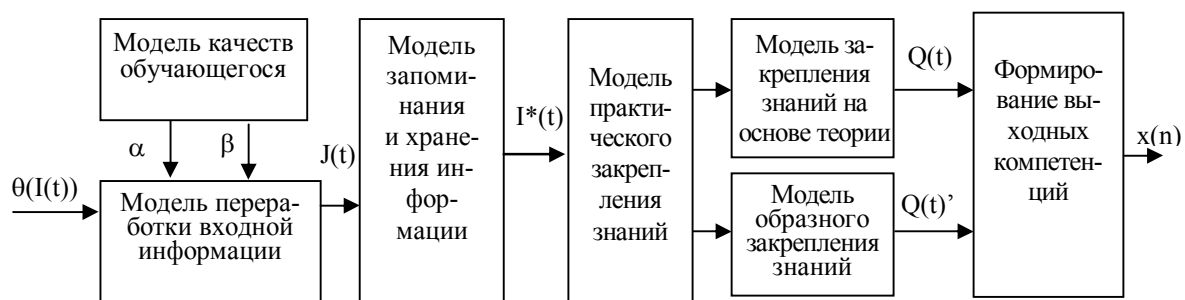 Модель качеств
обучающегося
α
β
θ(I(t))
Модель перера-
ботки входной
информации
J(t)
Модель
запоми-
нания
и хране-
ния ин-
фор-
мации
I*(t)
Модель
практи-
ческого
закреп-
ления
знаний
Модель за-
крепления
знаний на
основе теории
Q(t)
Модель
образного
закрепления
знаний
Q(t)’
Формиро-
вание вы-
ходных
компетен-
ций
x(n)